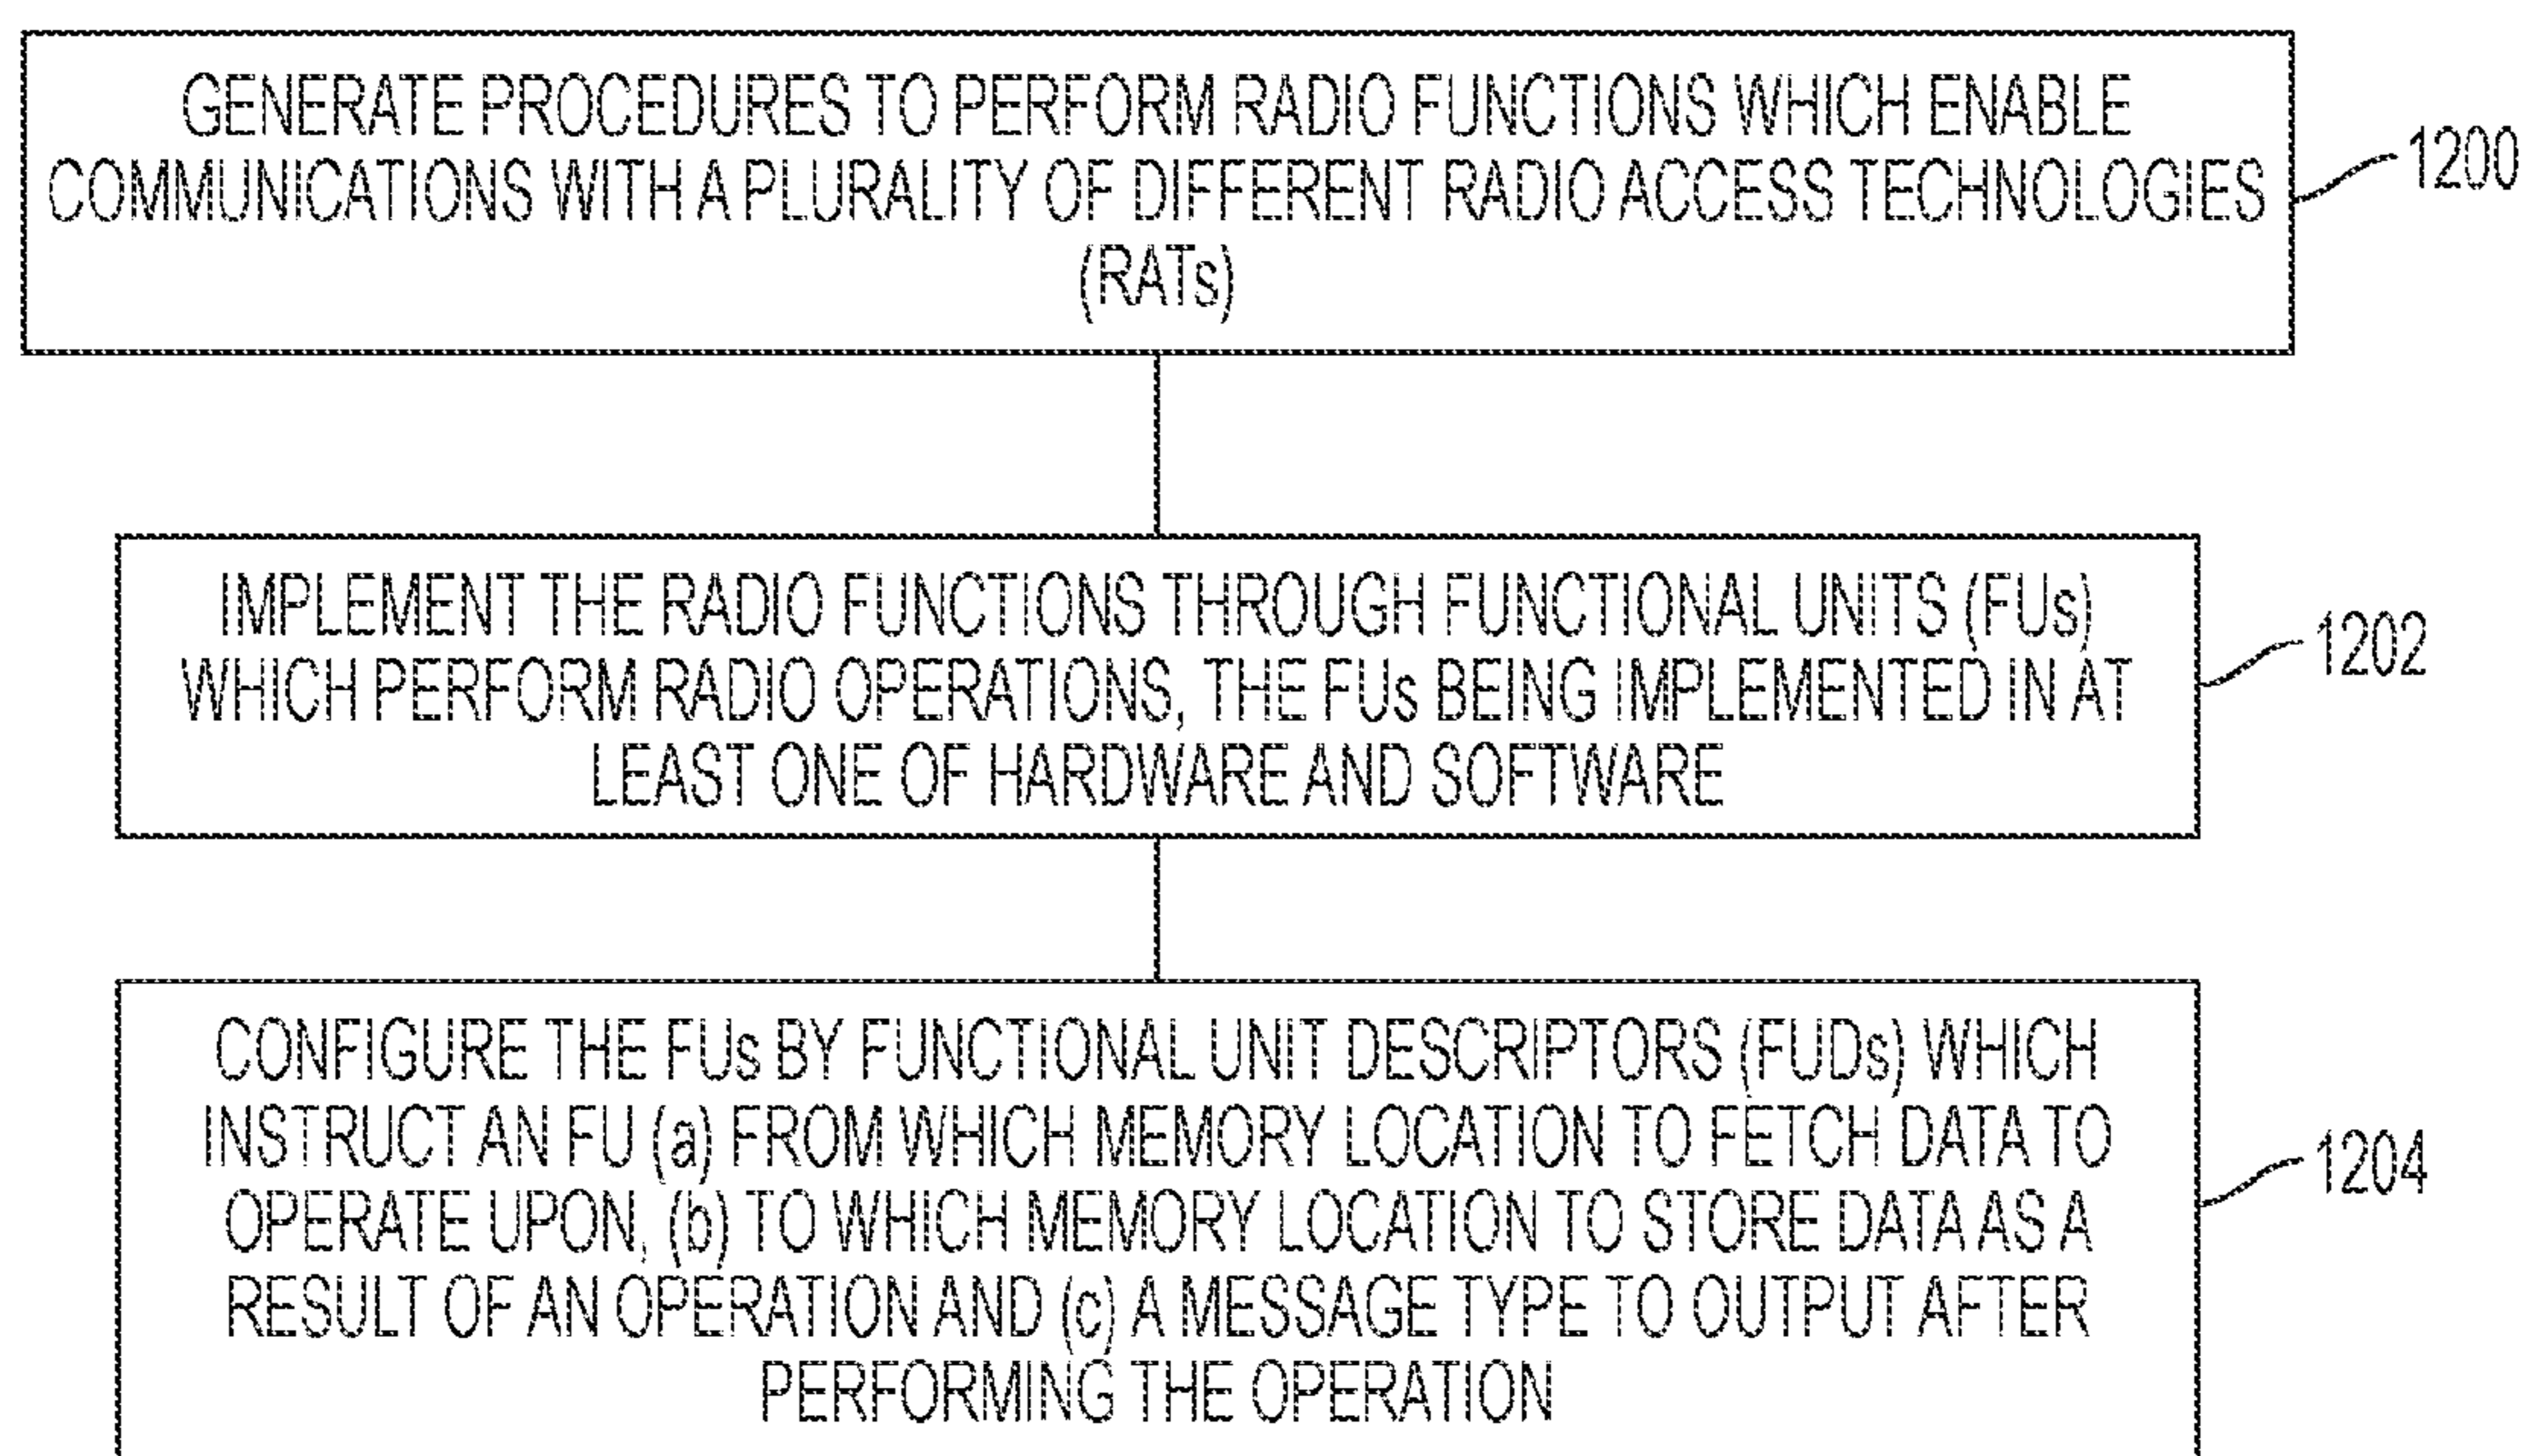 GENERATE PROCEDURES TO PERFORM RADIO FUNCTIONS WHICH ENABLE
COMMUNICATIONS WITH A PLURALITY OF DIFFERENT RADIO ACCESS TECHNOLOGIES
(RATs)
1200
IMPLEMENT THE RADIO FUNCTIONS THROUGH FUNCTIONAL UNITS (FUs)
WHICH PERFORM RADIO OPERATIONS, THE FUs BEING IMPLEMENTED IN AT
LEAST ONE OF HARDWARE AND SOFTWARE
1202
CONFIGURE THE FUs BY FUNCTIONAL UNIT DESCRIPTORS (FUDs) WHICH
INSTRUCT AN FU (a) FROM WHICH MEMORY LOCATION TO FETCH DATA TO
OPERATE UPON, (b) TO WHICH MEMORY LOCATION TO STORE DATA AS A
RESULT OF AN OPERATION AND (c) A MESSAGE TYPE TO OUTPUT AFTER
PERFORMING THE OPERATION
1204